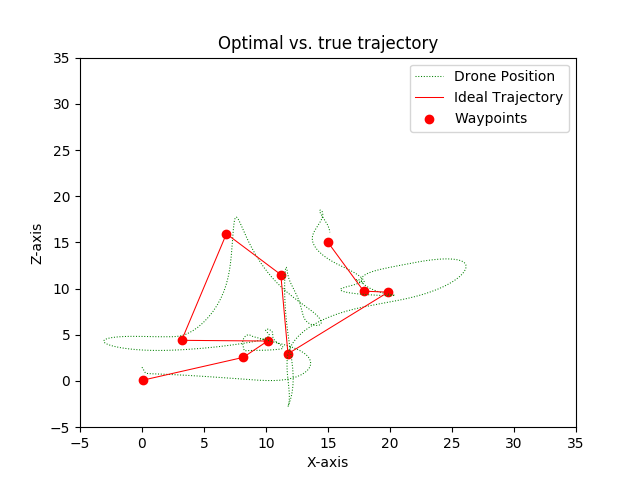 Optimal vs. true trajectory
Drone Position
Ideal Trajectory
Waypoints
35
30
25
20
15
10
5
0
−5
Z-axis
−5 0 5 10 15 20 25 30 35
X-axis